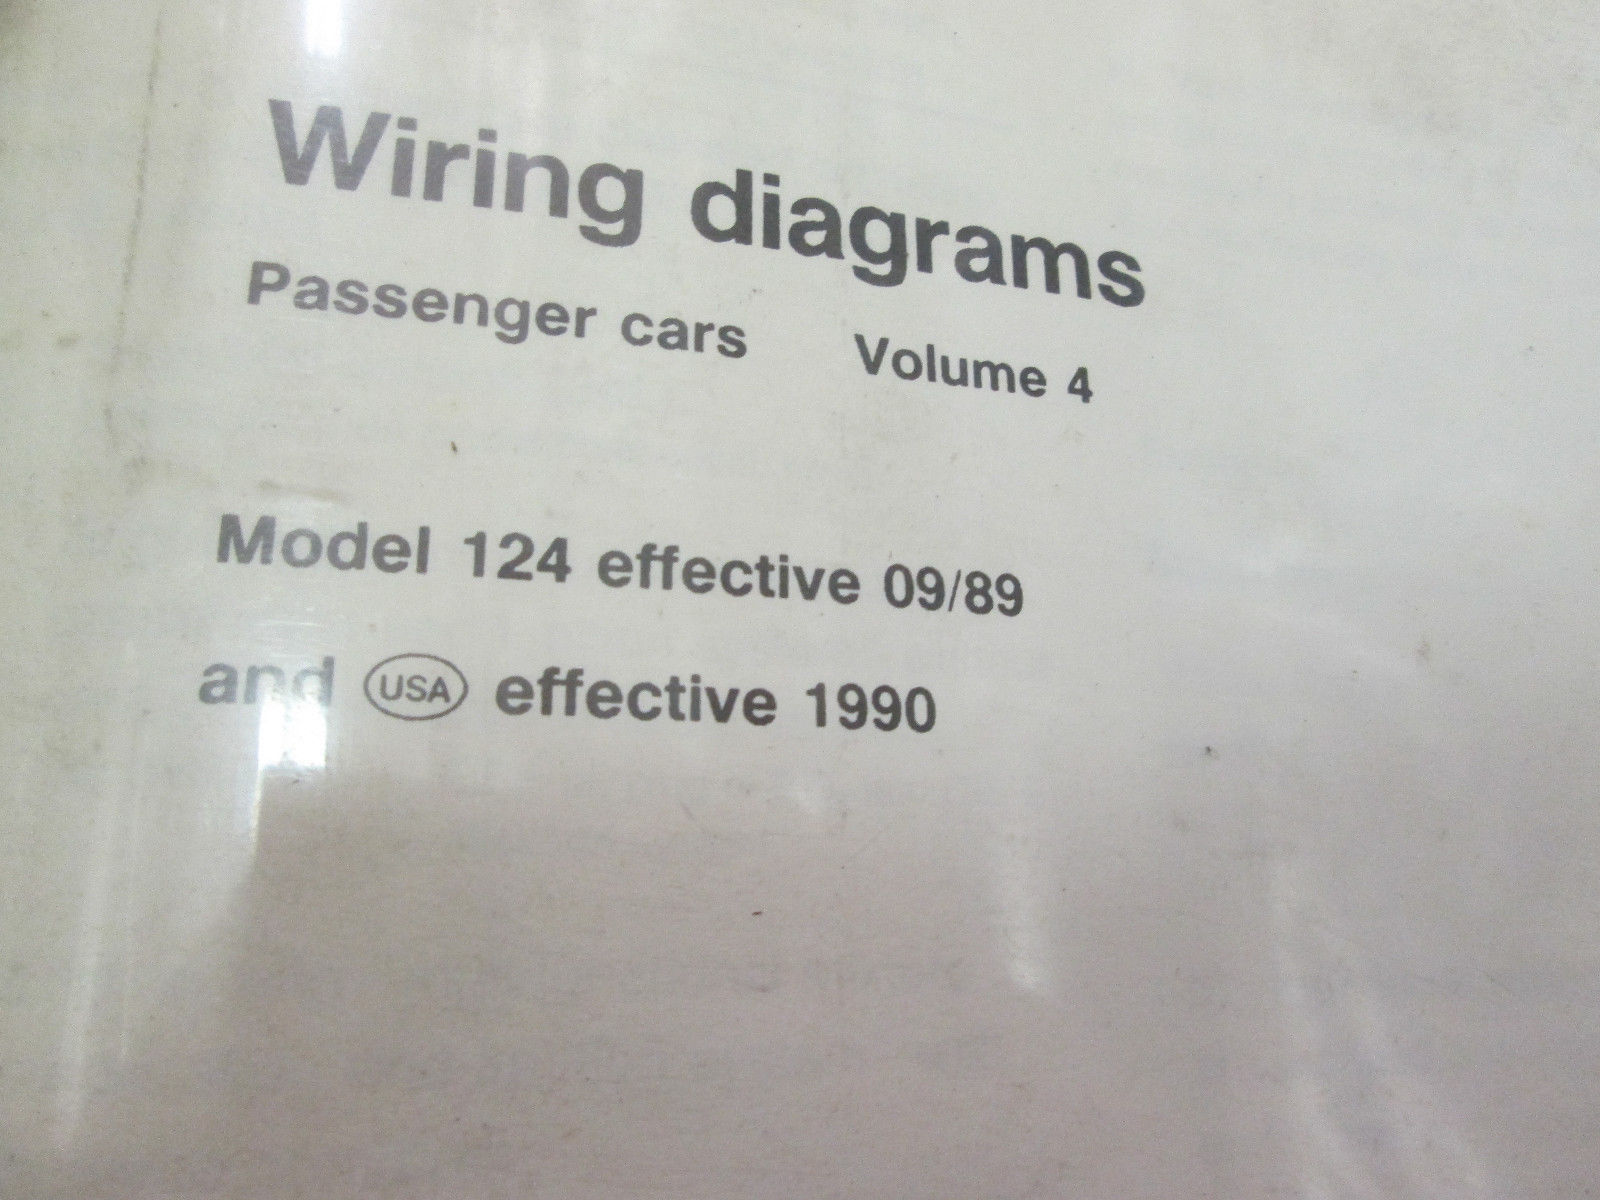 Wiring diagrams
Passenger cars Volume 4
Model 124 effective 09/89
and USA effective 1990